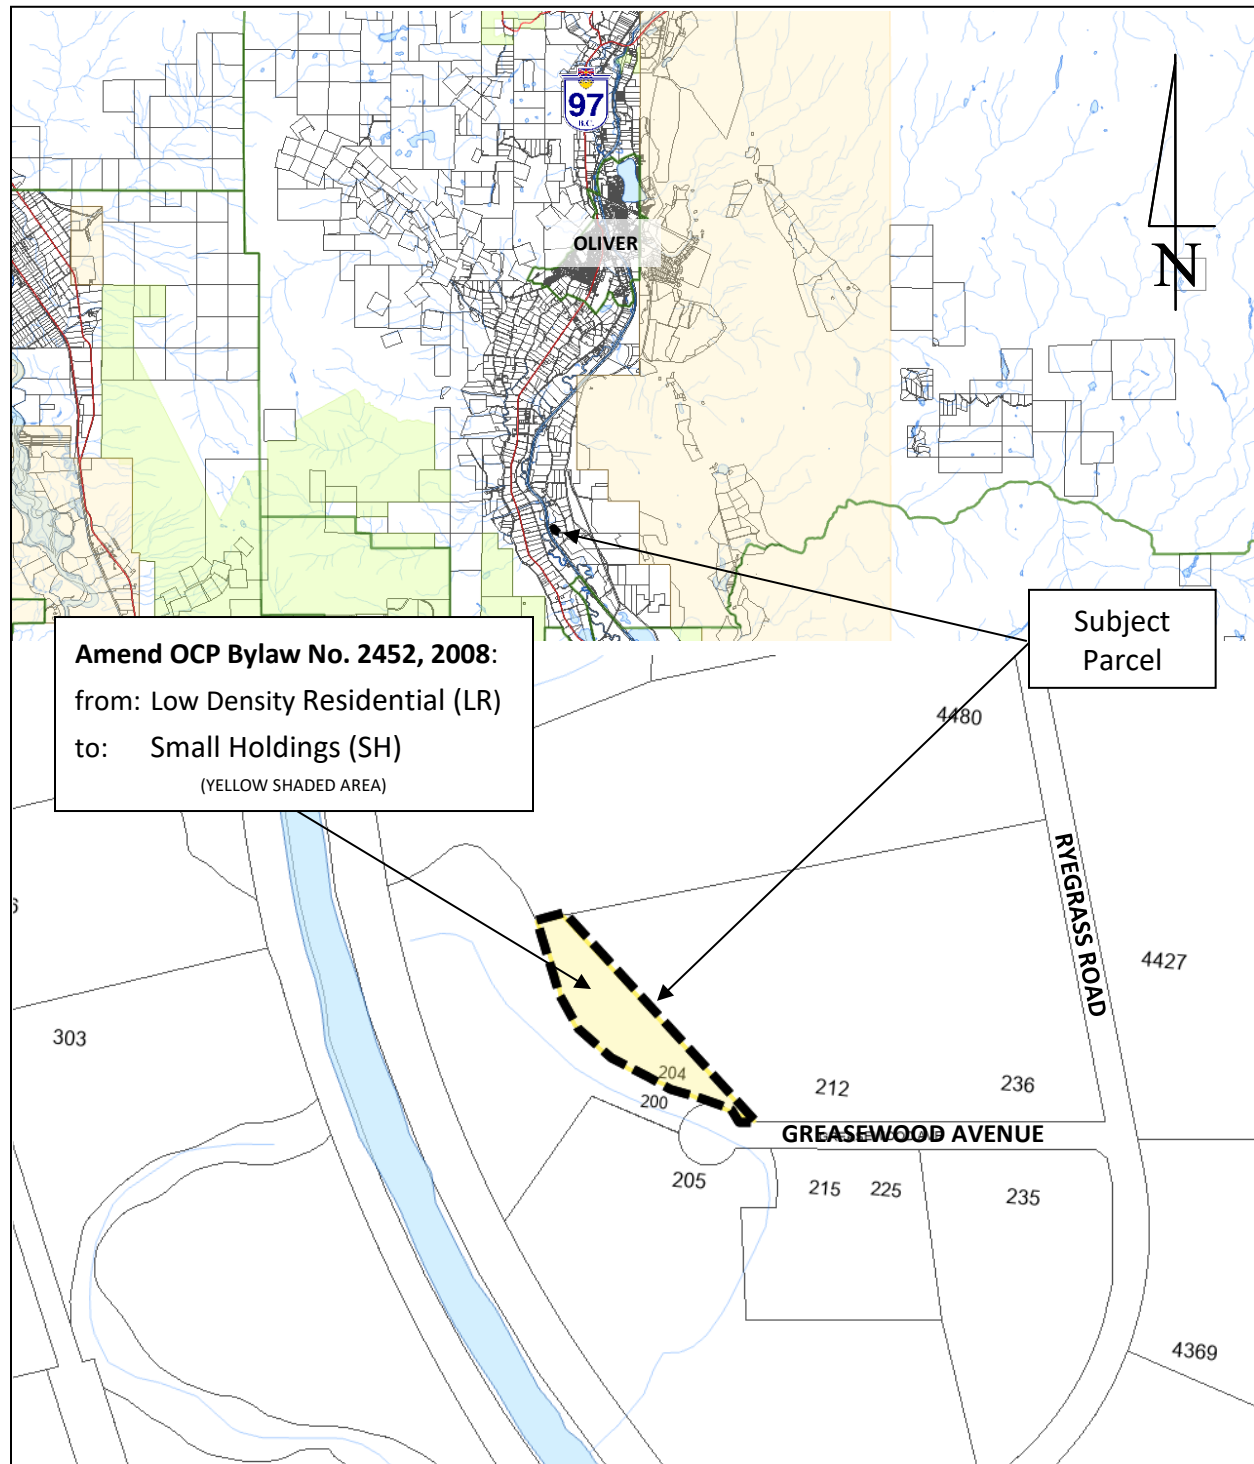 97
B.C.
OLIVER
N
Subject
Parcel
Amend OCP Bylaw No. 2452, 2008:
from: Low Density Residential (LR)
to: Small Holdings (SH)
(YELLOW SHADED AREA)
4480
RYEGRASS ROAD
4427
303
204
200
212
236
GREASEWOOD AVENUE
205
215
225
235
4369